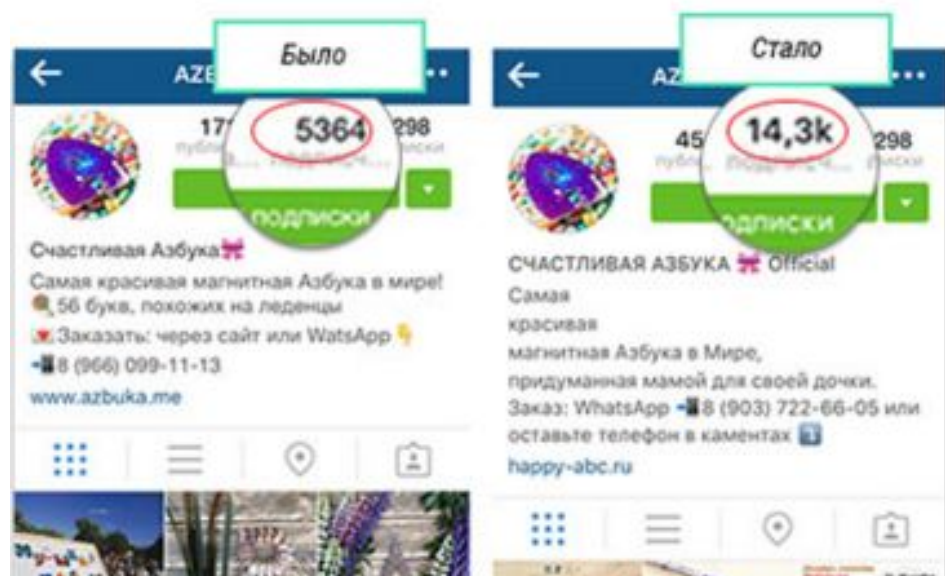 Было
AZB
5364
298
ПОДПИСКИ
Счастливая Азбука
Самая красивая магнитная Азбука в мире!
56 букв, похожих на леденцы
Заказать: через сайт или WatsApp
8 (966) 099-11-13
www.azbuka.me
Стало
AZ
45
14,3k
298
одписки
СЧАСТЛИВАЯ АЗБУКА Official
Самая
красивая
магнитная Азбука в Мире,
придуманная мамой для своей дочки.
Заказ: WhatsApp 8 (903) 722-66-05 или
оставьте телефон в каментах
happy-abc.ru